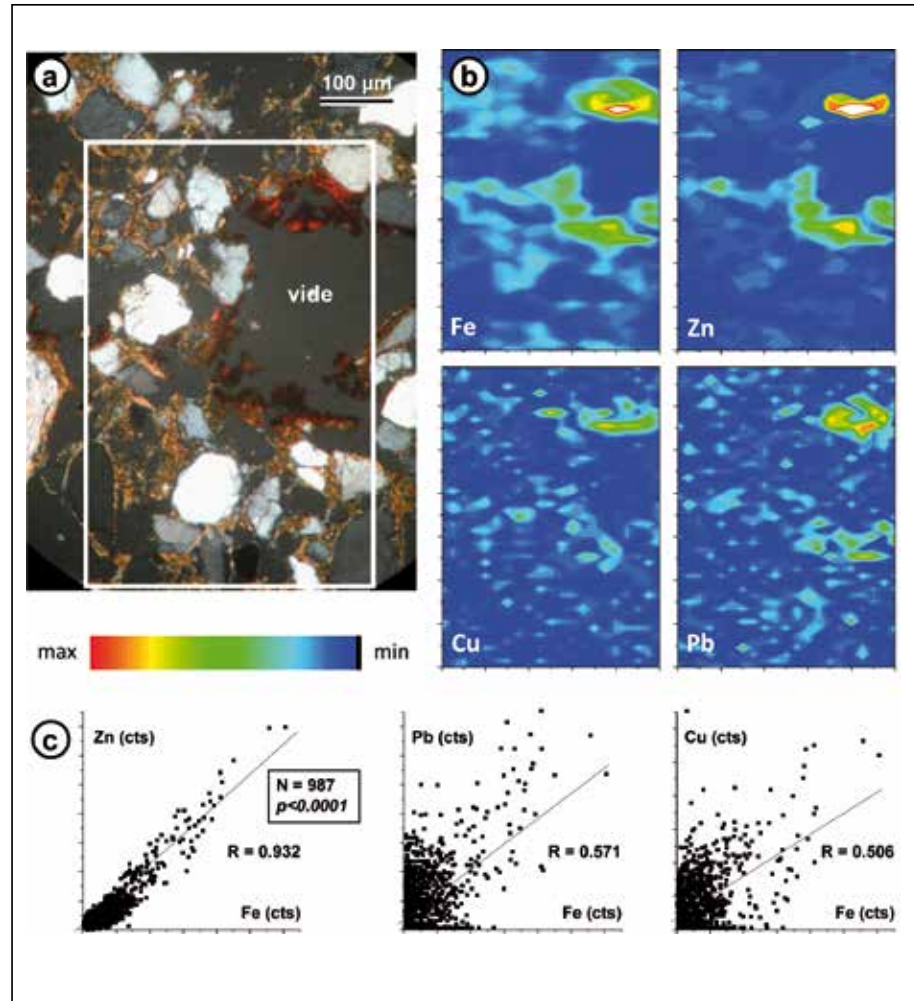 a
100 µm
vide
b
Fe
Zn
Cu
Pb
max
min
c
Zn (cts)
N = 987
p<0.0001
R = 0.932
Fe (cts)
Pb (cts)
R = 0.571
Fe (cts)
Cu (cts)
R = 0.506
Fe (cts)